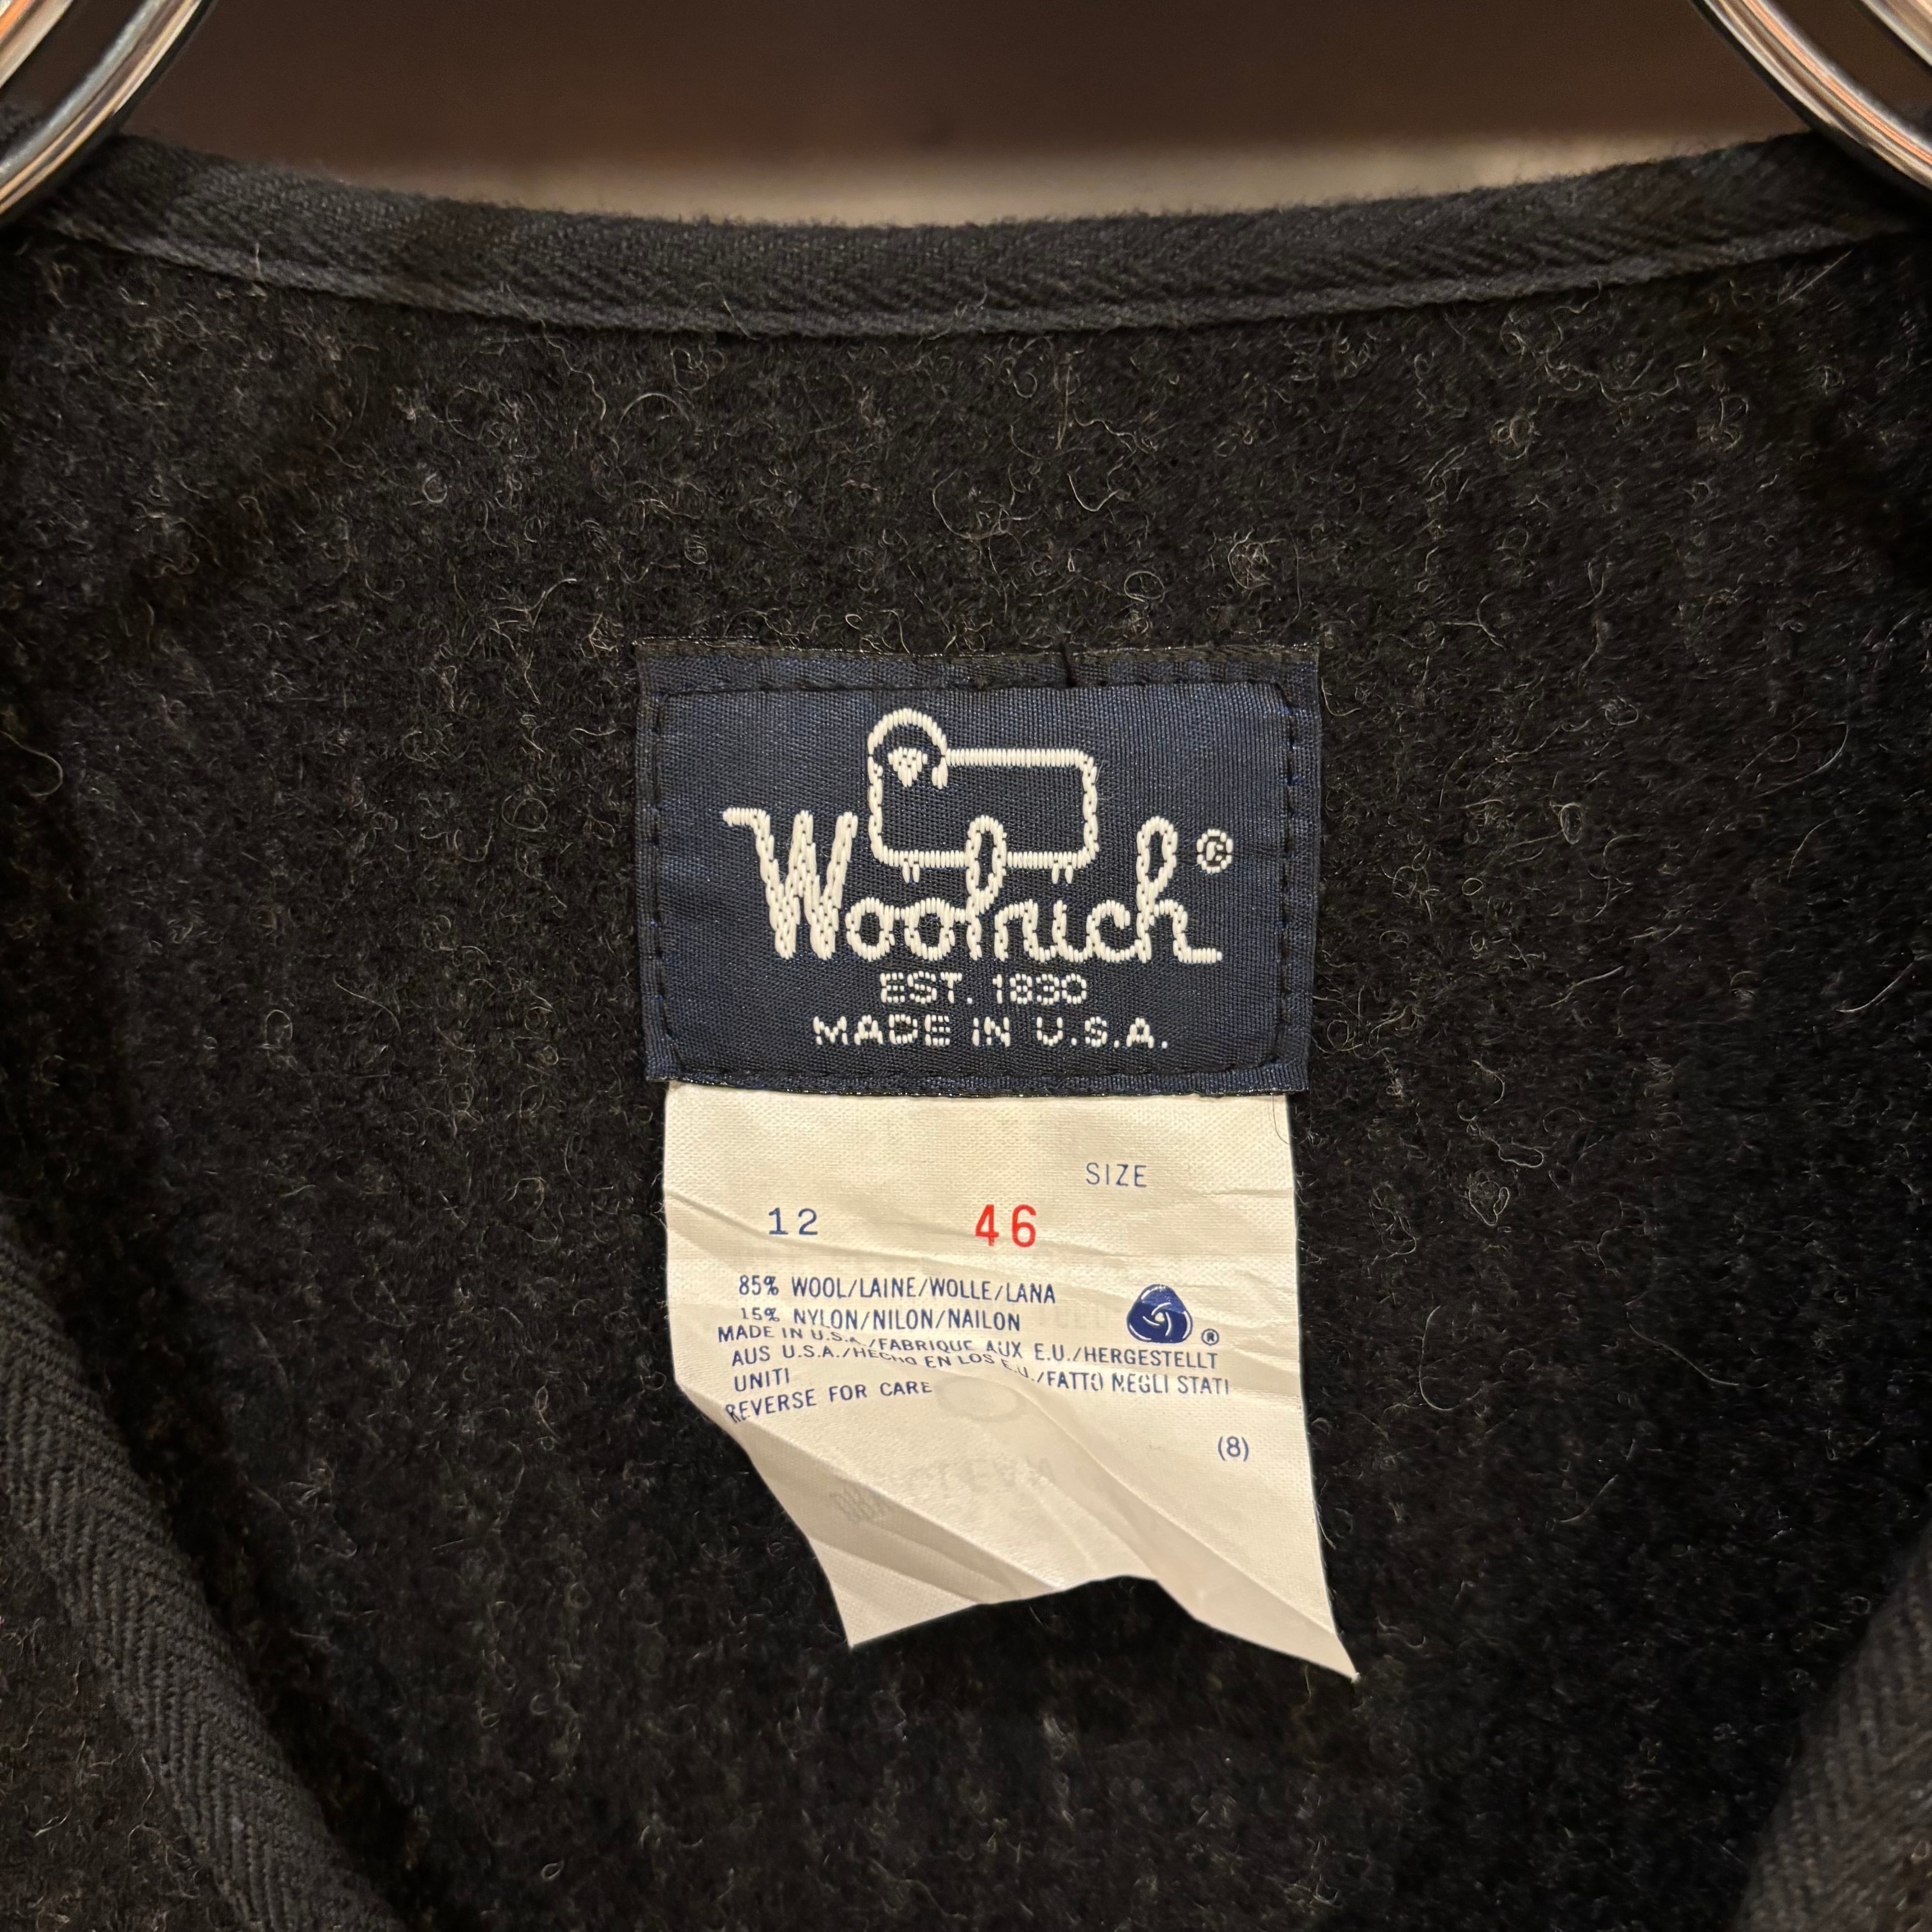 Woolrich®
EST. 1830
MADE IN U.S.A.
SIZE
12 46
85% WOOL/LAINE/WOLLE/LANA
15% NYLON/NILON/NAILON
®
MADE IN U.S.A./FABRIQUE AUX E.U./HERGESTELLT
AUS U.S.A./HECHO EN LOS E.U./FATTO NEGLI STATI
UNITI
REVERSE FOR CARE
(8)